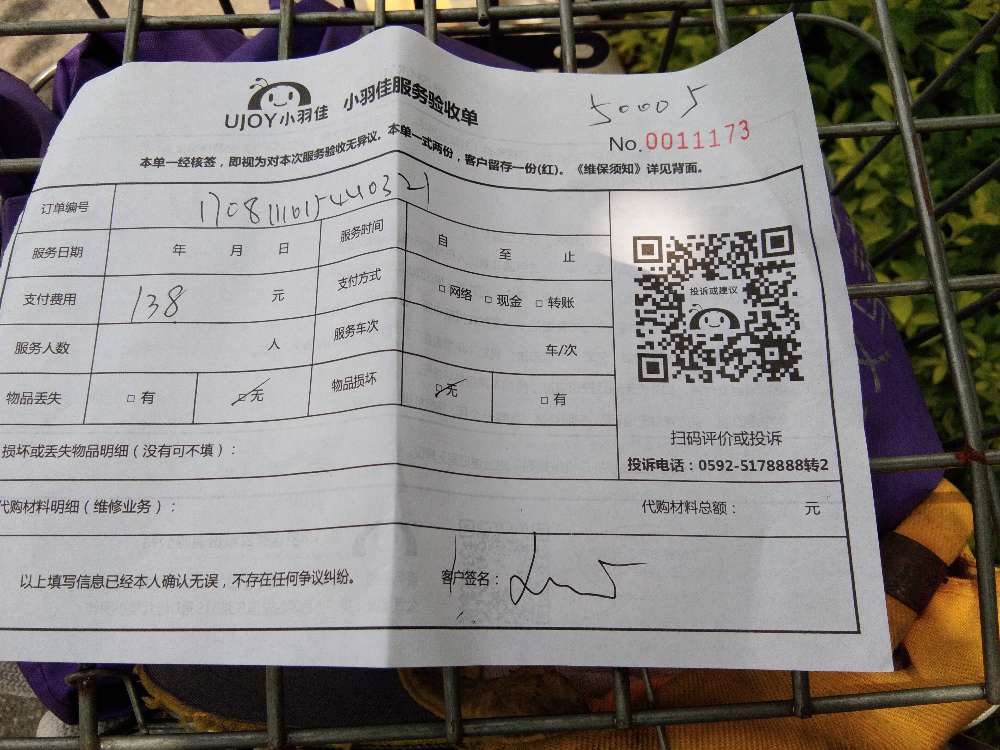 UJOY小羽佳 小羽佳服务验收单
50005
No.0011173
本单一经核签，即视为对本次服务验收无异议。本单一式两份，客户留存一份(红)。《维保须知》详见背面。
订单编号 1708111015440321
服务日期 年 月 日 服务时间 自 至 止
支付费用 138 元 支付方式 □ 网络 □ 现金 □ 转账
服务人数 人 服务车次 车/次
物品丢失 □ 有 □ 无 物品损坏 □ 无 □ 有
投诉或建议
扫码评价或投诉
投诉电话：0592-5178888转2
损坏或丢失物品明细（没有可不填）：
代购材料明细（维修业务）： 代购材料总额： 元
以上填写信息已经本人确认无误，不存在任何争议纠纷。 客户签名：